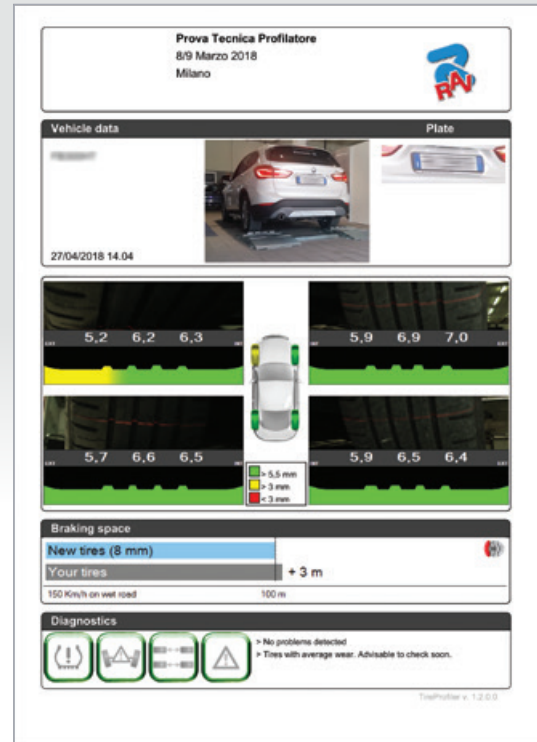 Prova Tecnica Profilatore
8/9 Marzo 2018
Milano
RAV
Vehicle data
Plate
27/04/2018 14.04
5,2 6,2 6,3
5,9 6,9 7,0
5,7 6,6 6,5
5,9 6,5 6,4
> 5,5 mm
> 3 mm
< 3 mm
Braking space
New tires (8 mm)
Your tires
+ 3 m
150 Km/h on wet road
100 m
Diagnostics
> No problems detected
> Tires with average wear. Advisable to check soon.
TireProfiler v. 1.2.0.0